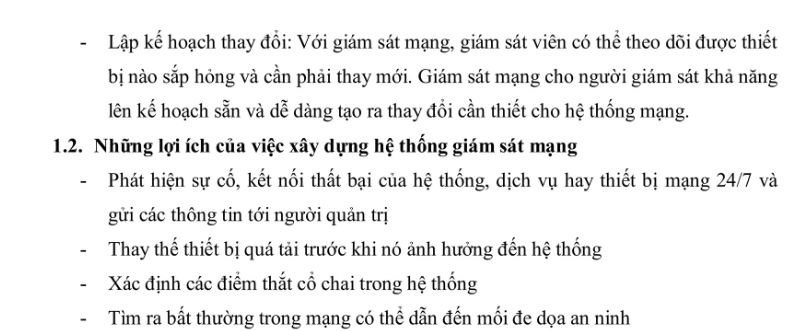 - Lập kế hoạch thay đổi: Với giám sát mạng, giám sát viên có thể theo dõi được thiết
bị nào sắp hỏng và cần phải thay mới. Giám sát mạng cho người giám sát khả năng
lên kế hoạch sẵn và dễ dàng tạo ra thay đổi cần thiết cho hệ thống mạng.
1.2. Những lợi ích của việc xây dựng hệ thống giám sát mạng
- Phát hiện sự cố, kết nối thất bại của hệ thống, dịch vụ hay thiết bị mạng 24/7 và
gửi các thông tin tới người quản trị
- Thay thế thiết bị quá tải trước khi nó ảnh hưởng đến hệ thống
- Xác định các điểm thắt cổ chai trong hệ thống
- Tìm ra bất thường trong mạng có thể dẫn đến mối đe dọa an ninh